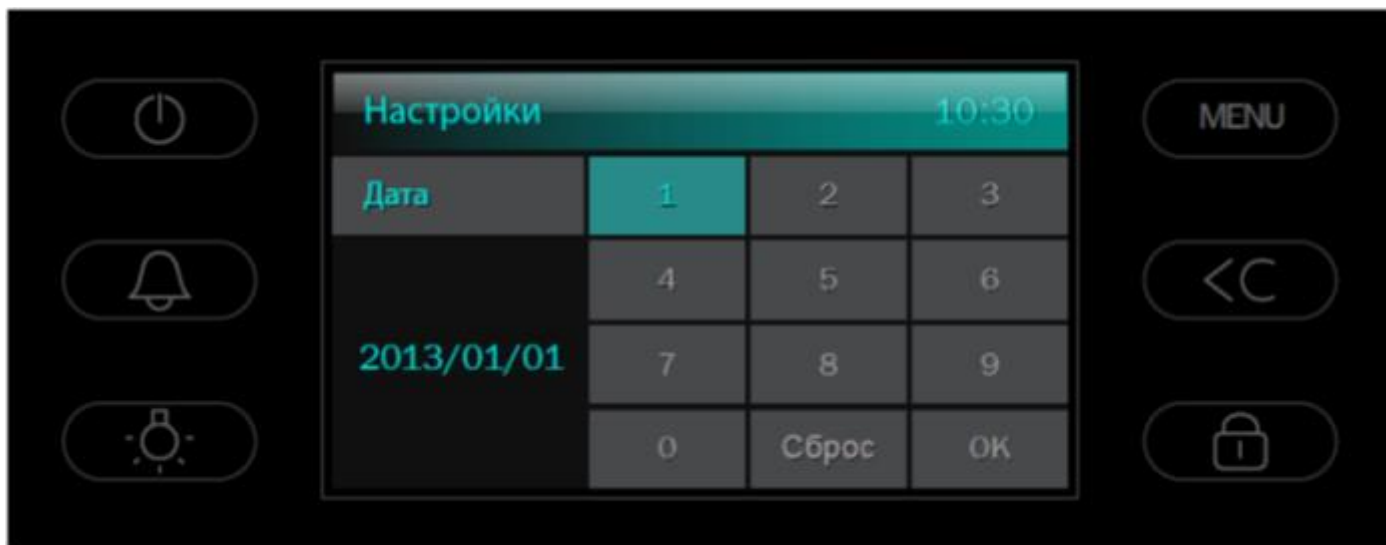 Настройки 10:30 MENU
Дата 1 2 3
4 5 6 <C
2013/01/01 7 8 9
0 Сброс OK